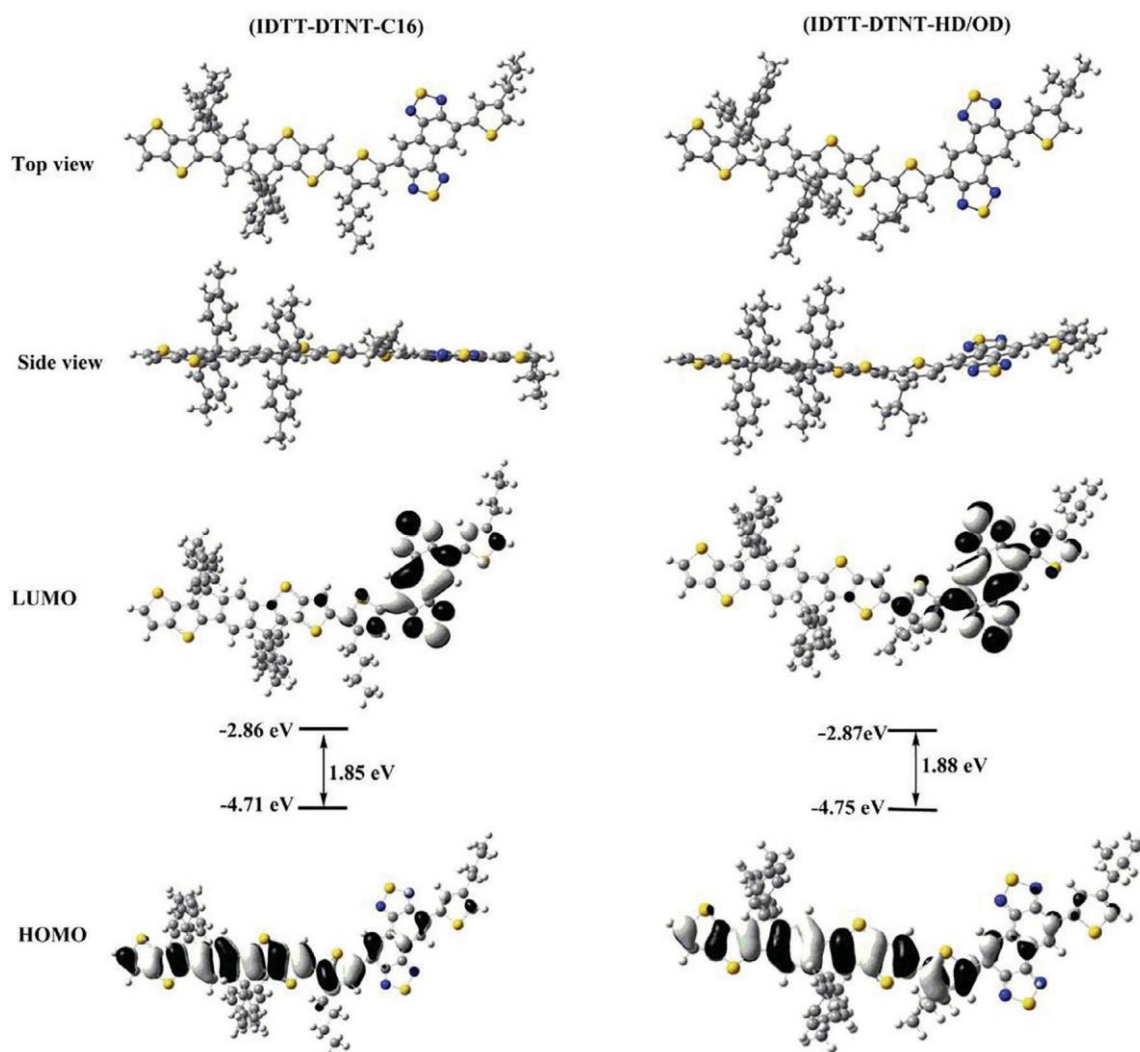 (IDTT-DTNT-C16)
(IDTT-DTNT-HD/OD)
Top view
Side view
LUMO
-2.86 eV
1.85 eV
-4.71 eV
-2.87eV
1.88 eV
-4.75 eV
HOMO